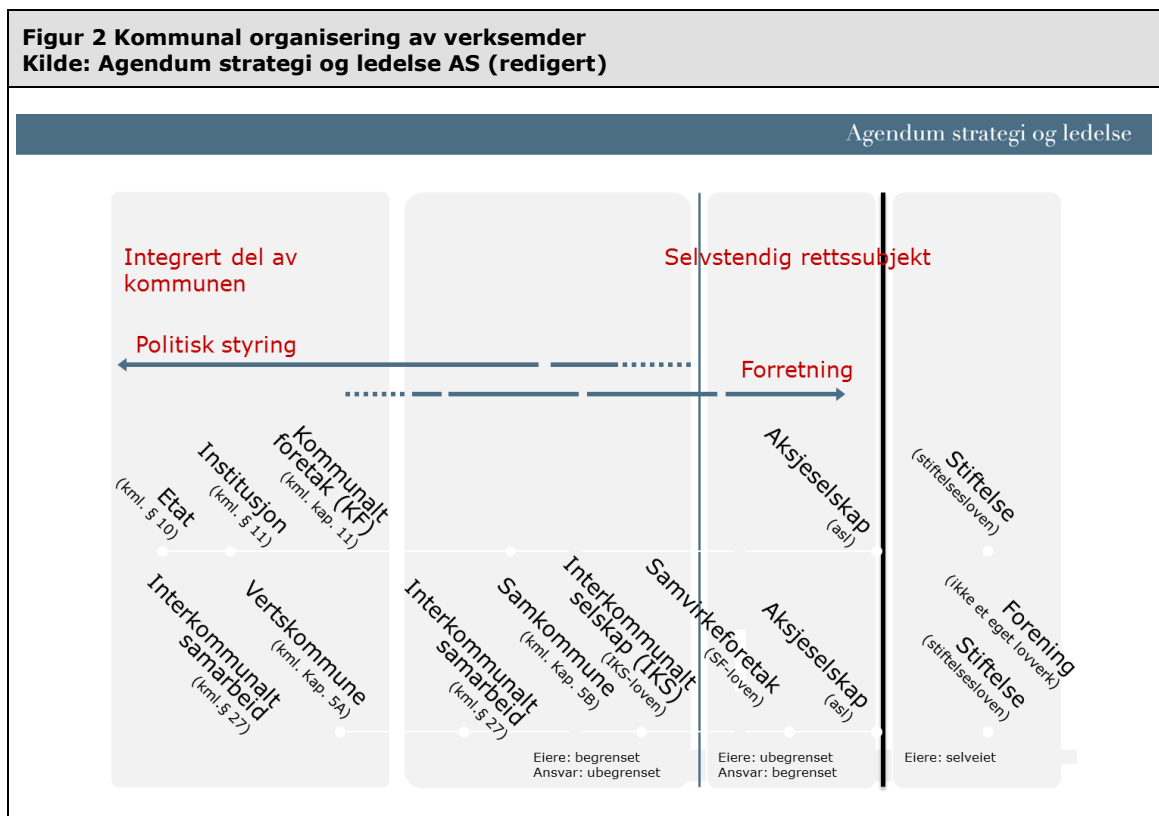 Figur 2 Kommunal organisering av verksemder
Kilde: Agendum strategi og ledelse AS (redigert)
Agendum strategi og ledelse
Integrert del av
kommunen
Selvstendig rettssubjekt
Politisk styring
Forretning
Etat
(kml. § 10)
Institusjon
(kml. § 11)
Kommunalt
foretak (KF)
(kml. kap. 11)
Aksjeselskap
(asl)
Stiftelse
(stiftelsesloven)
Interkommunalt
samarbeid
(kml.§ 27)
Vertskommune
(kml. Kap. 5A)
Interkommunalt
samarbeid
(kml.§ 27)
Samkommune
(kml. Kap. 5B)
Interkommunalt
selskap (IKS)
(IKS-loven)
Samvirkeforetak
(SF-loven)
Aksjeselskap
(asl)
Forening
(ikke et eget lovverk)
Stiftelse
(stiftelsesloven)
Eiere: begrenset
Ansvar: ubegrenset
Eiere: ubegrenset
Ansvar: begrenset
Eiere: selveiet